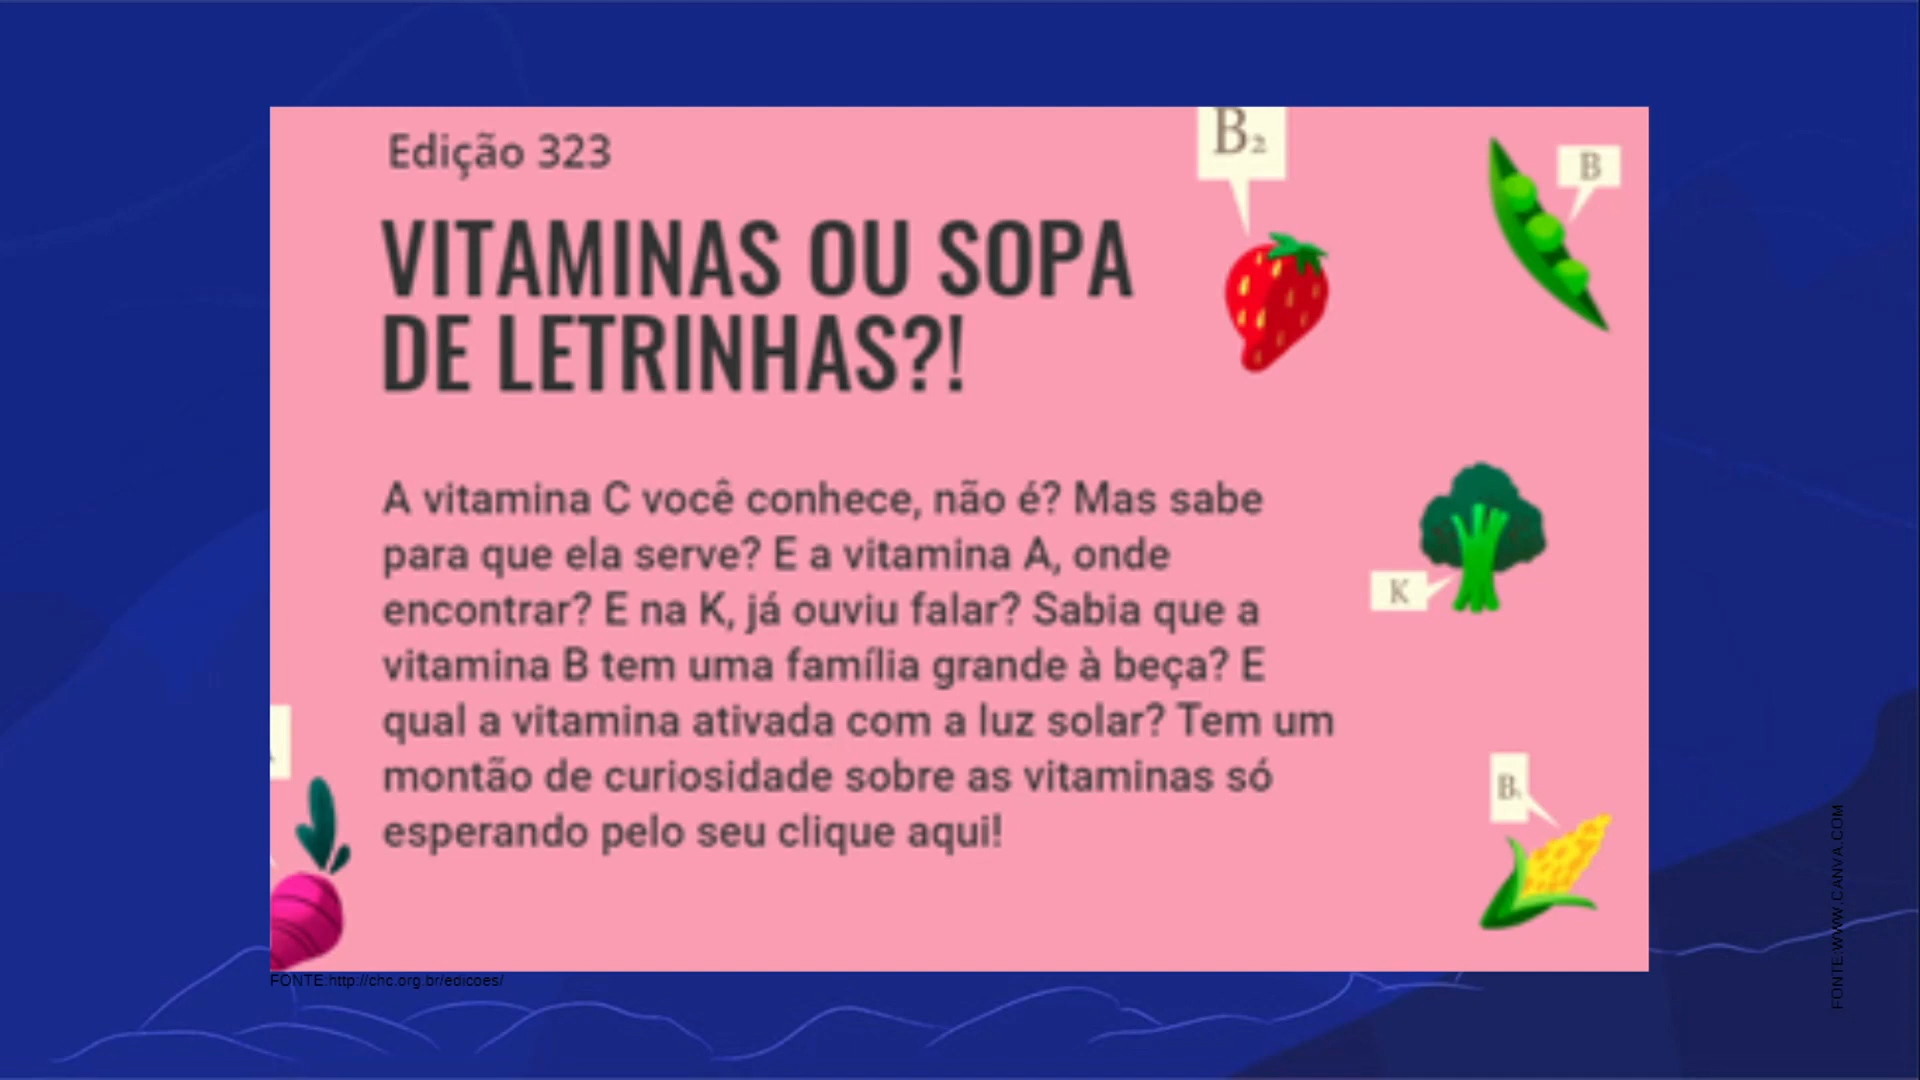 Edição 323
B₂
B
VITAMINAS OU SOPA
DE LETRINHAS?!
A vitamina C você conhece, não é? Mas sabe
para que ela serve? E a vitamina A, onde
encontrar? E na K, já ouviu falar? Sabia que a
vitamina B tem uma família grande à beça? E
qual a vitamina ativada com a luz solar? Tem um
montão de curiosidade sobre as vitaminas só
esperando pelo seu clique aqui!
K
B₁
FONTE:http://chc.org.br/edicoes/
FONTE:WWW.CANVA.COM